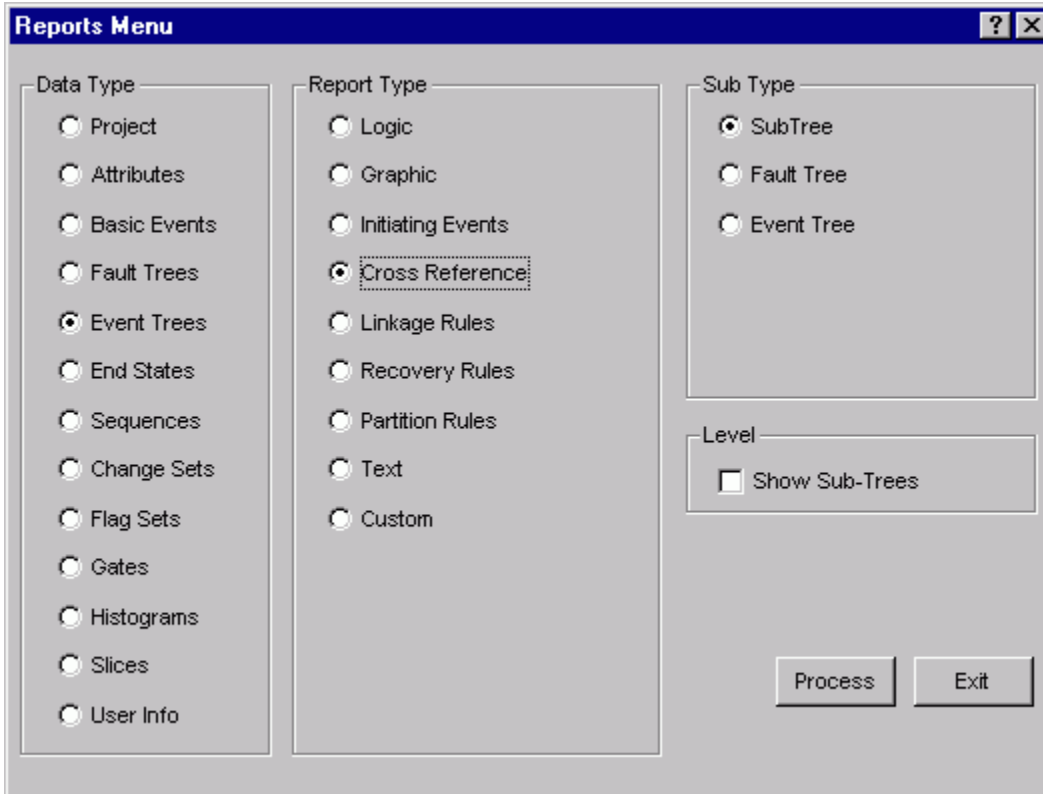 Reports Menu
Data Type
Project
Attributes
Basic Events
Fault Trees
Event Trees
End States
Sequences
Change Sets
Flag Sets
Gates
Histograms
Slices
User Info
Report Type
Logic
Graphic
Initiating Events
Cross Reference
Linkage Rules
Recovery Rules
Partition Rules
Text
Custom
Sub Type
SubTree
Fault Tree
Event Tree
Level
Show Sub-Trees
Process
Exit